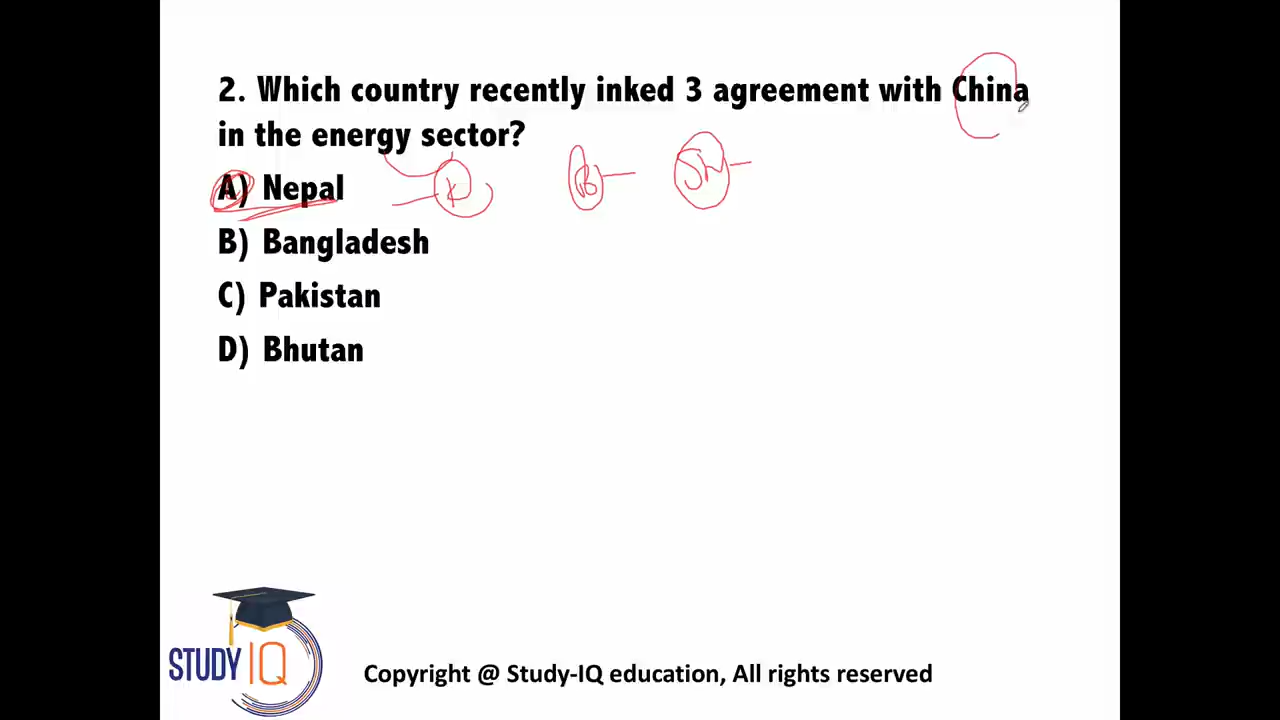 2. Which country recently inked 3 agreement with China
in the energy sector?
A) Nepal
B) Bangladesh
C) Pakistan
D) Bhutan
STUDY IQ
Copyright @ Study-IQ education, All rights reserved